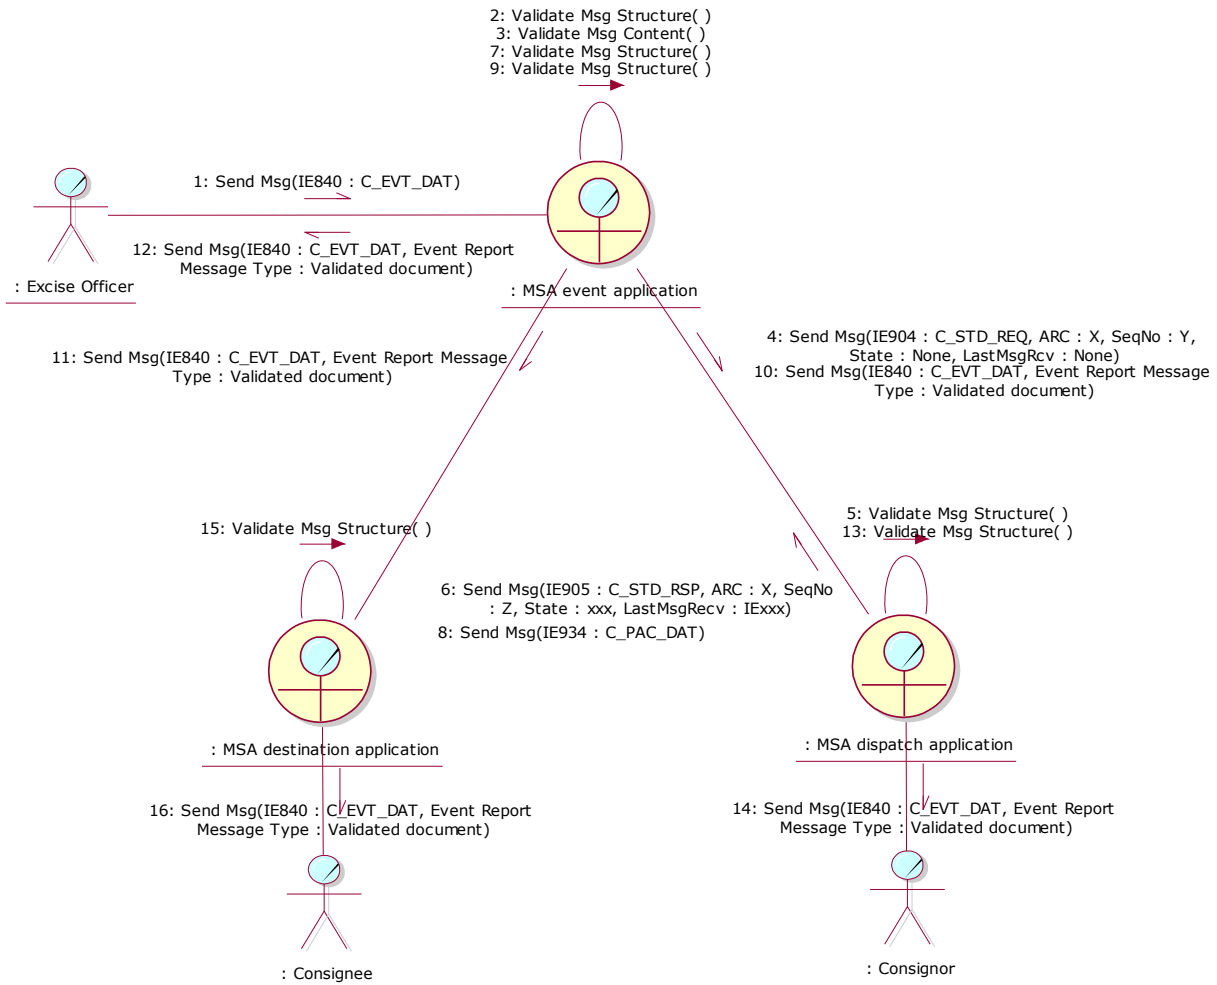 2: Validate Msg Structure( )
3: Validate Msg Content( )
7: Validate Msg Structure( )
9: Validate Msg Structure( )
1: Send Msg(IE840 : C_EVT_DAT)
12: Send Msg(IE840 : C_EVT_DAT, Event Report
Message Type : Validated document)
: Excise Officer
: MSA event application
11: Send Msg(IE840 : C_EVT_DAT, Event Report Message
Type : Validated document)
4: Send Msg(IE904 : C_STD_REQ, ARC : X, SeqNo : Y,
State : None, LastMsgRcv : None)
10: Send Msg(IE840 : C_EVT_DAT, Event Report Message
Type : Validated document)
15: Validate Msg Structure( )
5: Validate Msg Structure( )
13: Validate Msg Structure( )
6: Send Msg(IE905 : C_STD_RSP, ARC : X, SeqNo
: Z, State : xxx, LastMsgRecv : IExxx)
8: Send Msg(IE934 : C_PAC_DAT)
: MSA destination application
: MSA dispatch application
16: Send Msg(IE840 : C_EVT_DAT, Event Report
Message Type : Validated document)
14: Send Msg(IE840 : C_EVT_DAT, Event Report
Message Type : Validated document)
: Consignee
: Consignor